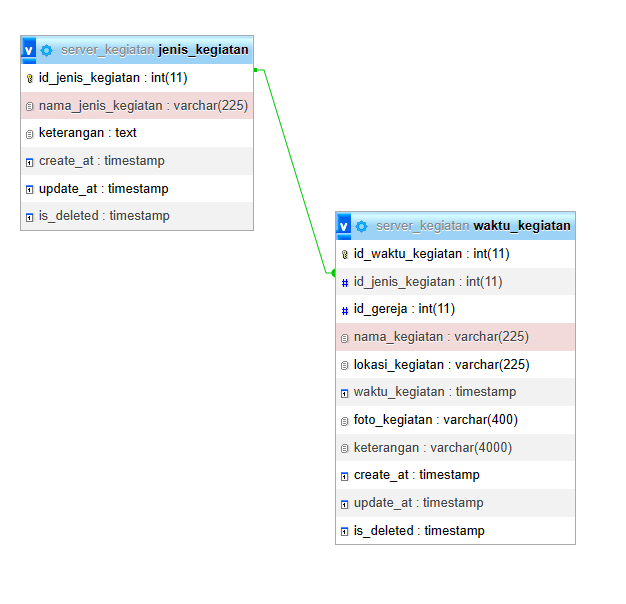 v server_kegiatan jenis_kegiatan
id_jenis_kegiatan : int(11)
nama_jenis_kegiatan : varchar(225)
keterangan : text
create_at : timestamp
update_at : timestamp
is_deleted : timestamp
v server_kegiatan waktu_kegiatan
id_waktu_kegiatan : int(11)
# id_jenis_kegiatan : int(11)
# id_gereja : int(11)
nama_kegiatan : varchar(225)
lokasi_kegiatan : varchar(225)
waktu_kegiatan : timestamp
foto_kegiatan : varchar(400)
keterangan : varchar(4000)
create_at : timestamp
update_at : timestamp
is_deleted : timestamp